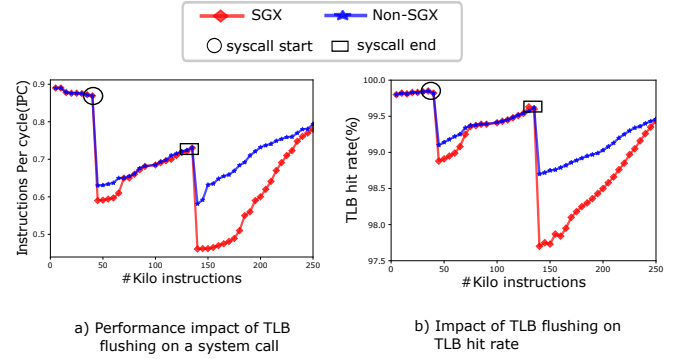 SGX Non-SGX
syscall start syscall end
Instructions Per cycle(IPC)
0.9
0.8
0.7
0.6
0.5
0 50 100 150 200 250
#Kilo instructions
TLB hit rate(%)
100.0
99.5
99.0
98.5
98.0
97.5
0 50 100 150 200 250
#Kilo instructions
a) Performance impact of TLB
flushing on a system call
b) Impact of TLB flushing on
TLB hit rate